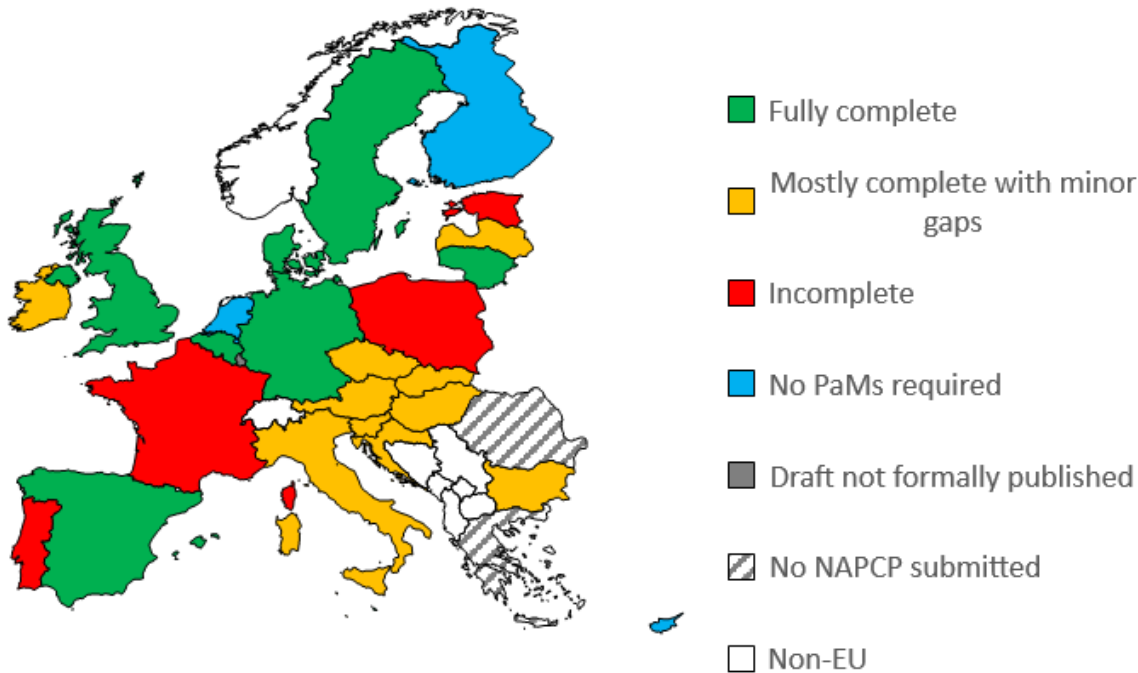 Fully complete
Mostly complete with minor
gaps
Incomplete
No PaMs required
Draft not formally published
No NAPCP submitted
Non-EU